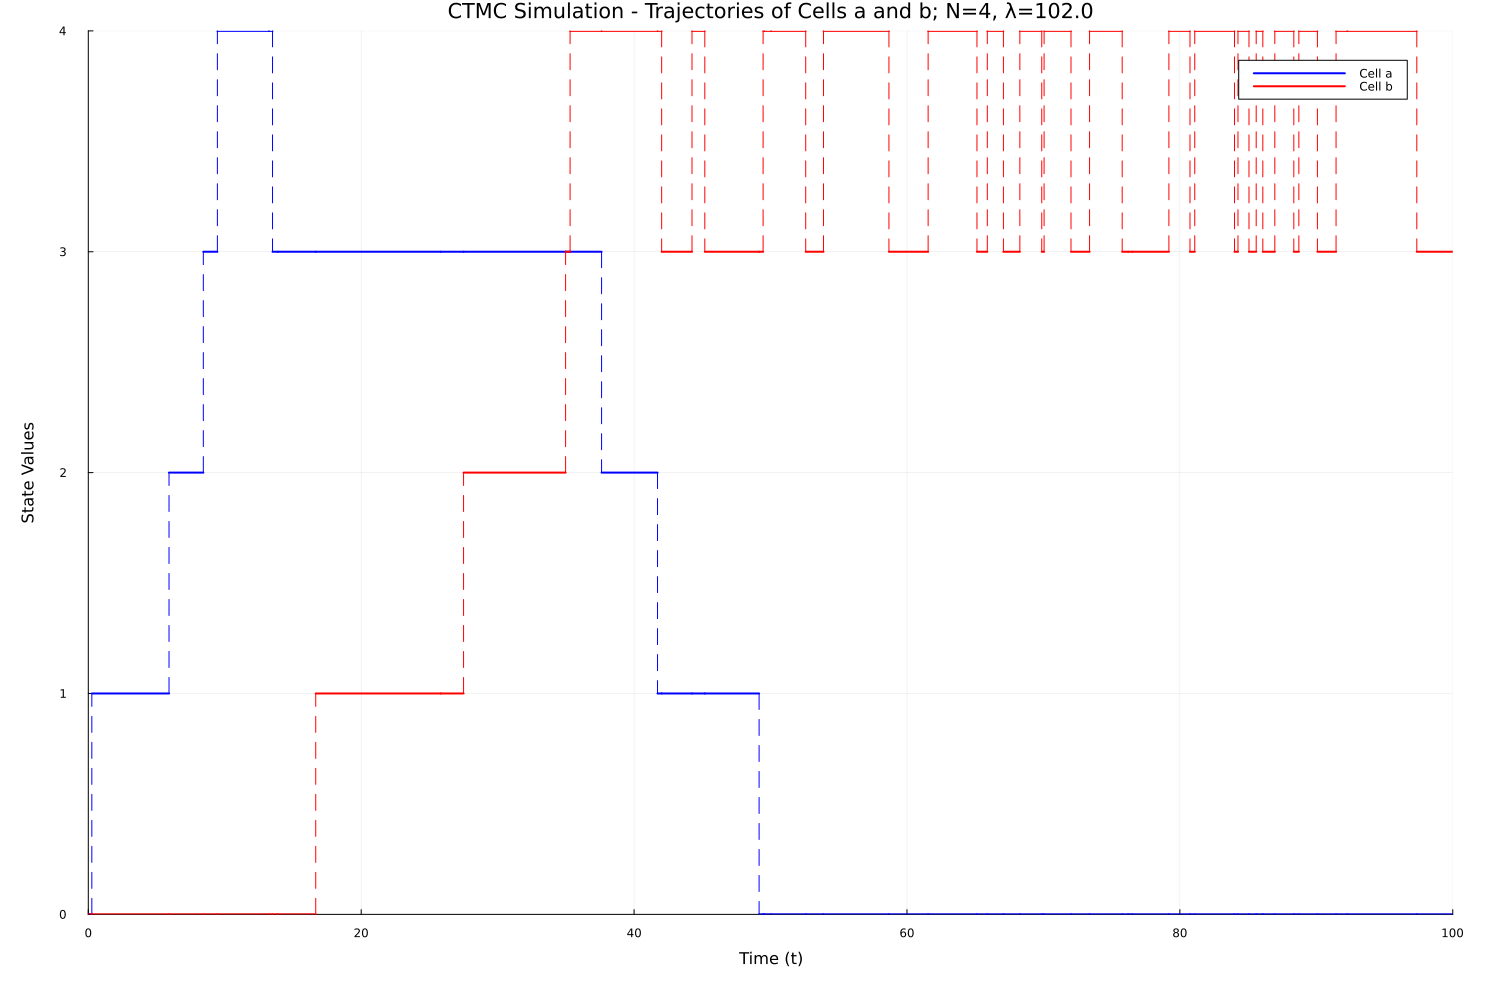 CTMC Simulation - Trajectories of Cells a and b; N=4, λ=102.0
4
Cell a
Cell b
3
State Values
2
1
0
0 20 40 60 80 100
Time (t)